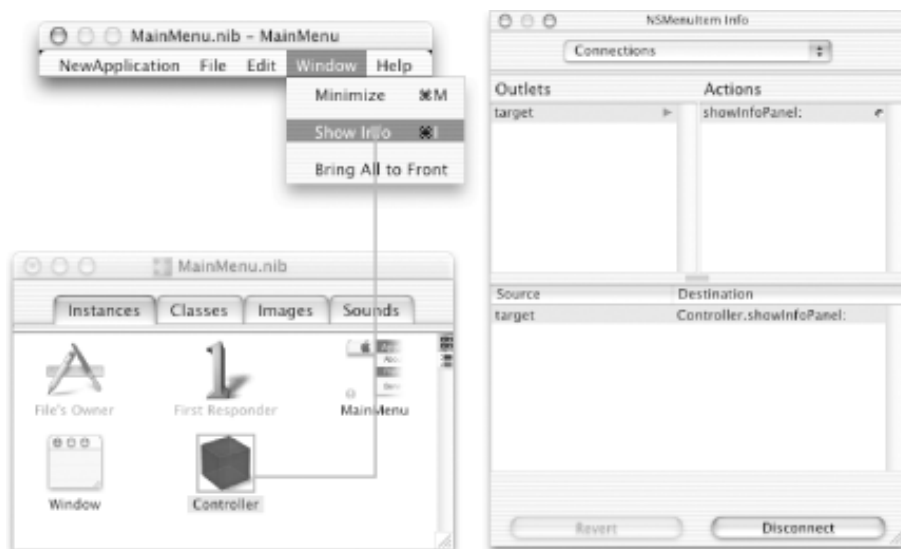 MainMenu.nib – MainMenu
NewApplication File Edit Window Help
Minimize ⌘M
Show Info ⌘I
Bring All to Front
MainMenu.nib
Instances Classes Images Sounds
File's Owner First Responder MainMenu
Window Controller
NSMenuItem Info
Connections
Outlets Actions
target showInfoPanel:
Source Destination
target Controller.showInfoPanel:
Revert Disconnect